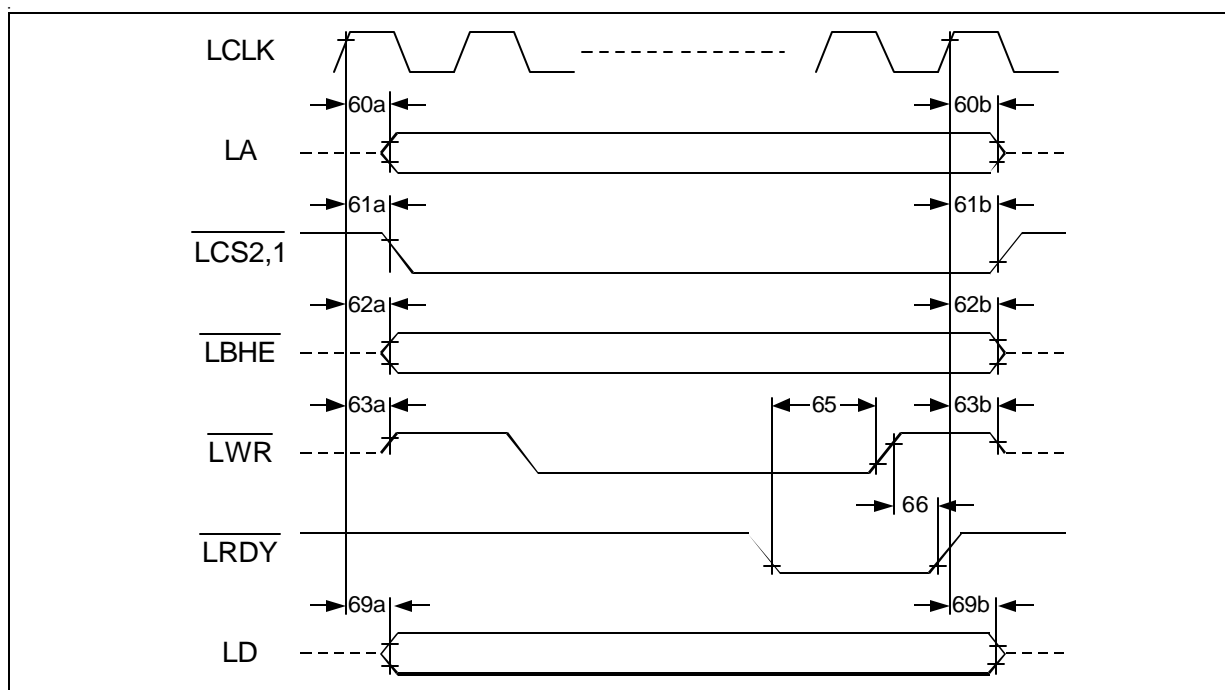 LCLK
60a 60b
LA
61a 61b
LCS2,1
62a 62b
LBHE
63a 65 63b
LWR
66
LRDY
69a 69b
LD